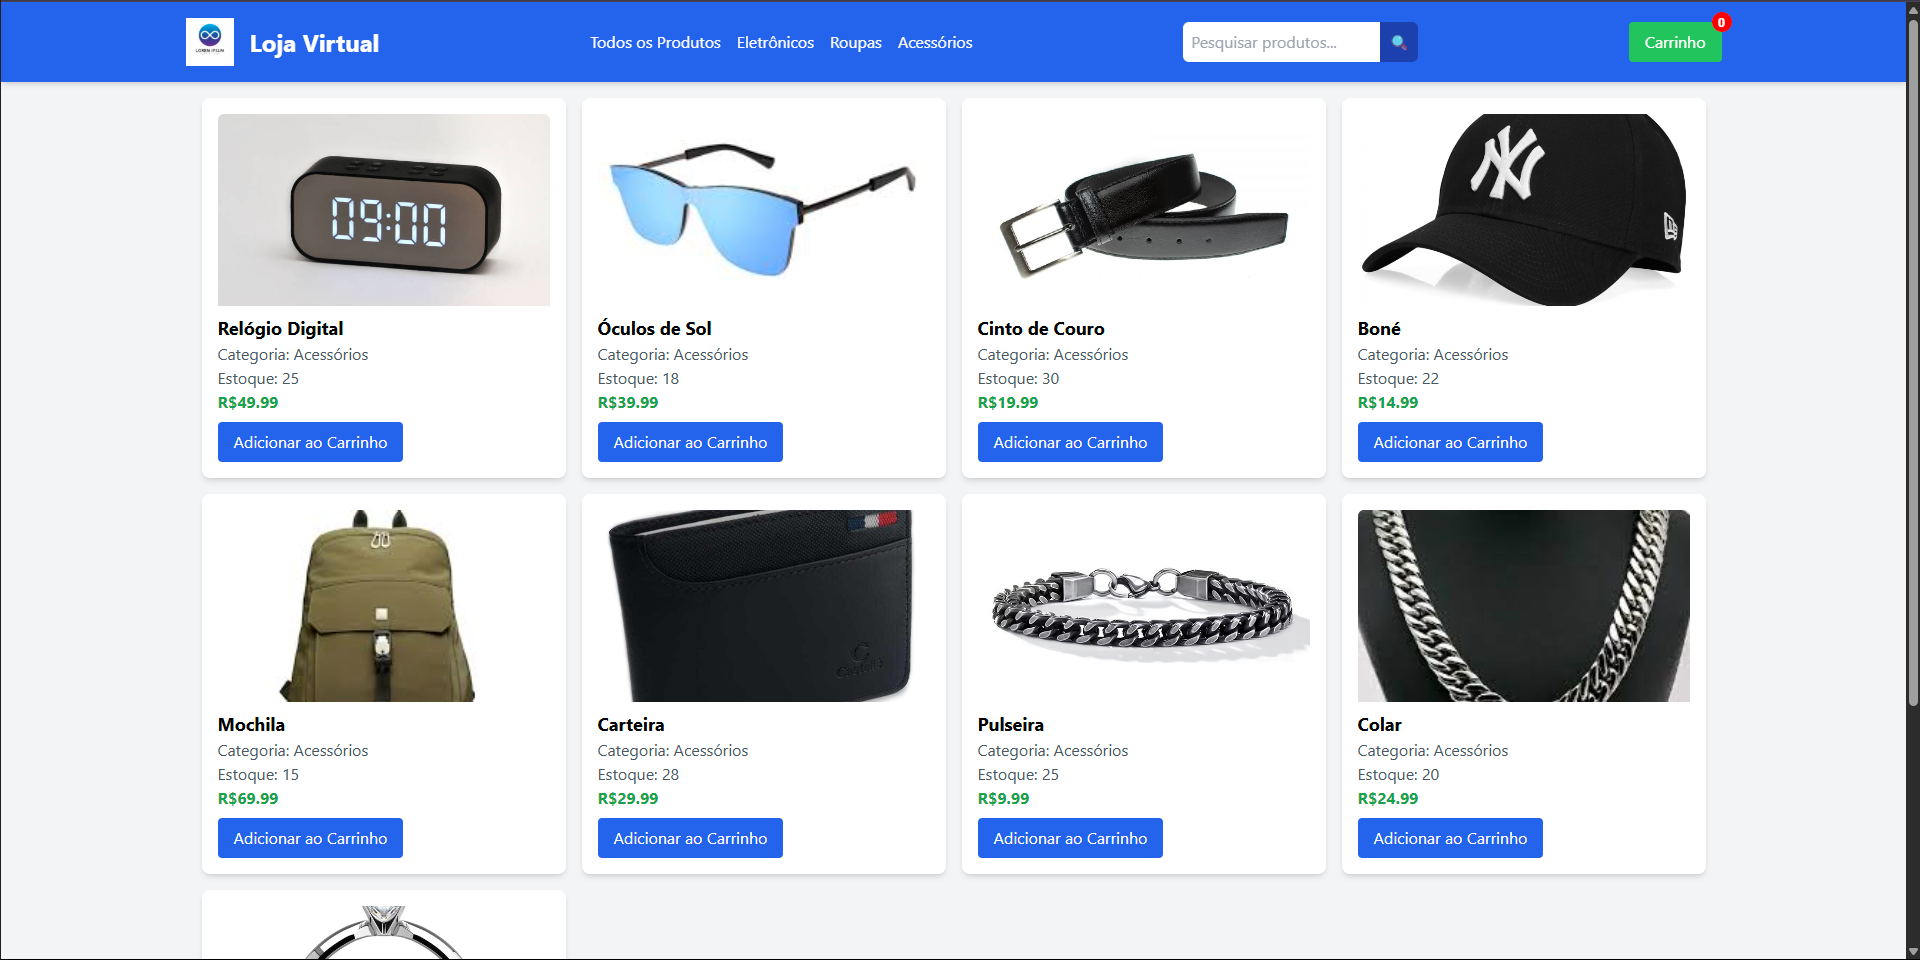 LOREM IPSUM
Loja Virtual
Todos os Produtos
Eletrônicos
Roupas
Acessórios
Pesquisar produtos...
Carrinho
0
09:00
NY
Relógio Digital
Categoria: Acessórios
Estoque: 25
R$49.99
Adicionar ao Carrinho
Óculos de Sol
Categoria: Acessórios
Estoque: 18
R$39.99
Adicionar ao Carrinho
Cinto de Couro
Categoria: Acessórios
Estoque: 30
R$19.99
Adicionar ao Carrinho
Boné
Categoria: Acessórios
Estoque: 22
R$14.99
Adicionar ao Carrinho
Mochila
Categoria: Acessórios
Estoque: 15
R$69.99
Adicionar ao Carrinho
Carteira
Categoria: Acessórios
Estoque: 28
R$29.99
Adicionar ao Carrinho
Pulseira
Categoria: Acessórios
Estoque: 25
R$9.99
Adicionar ao Carrinho
Colar
Categoria: Acessórios
Estoque: 20
R$24.99
Adicionar ao Carrinho